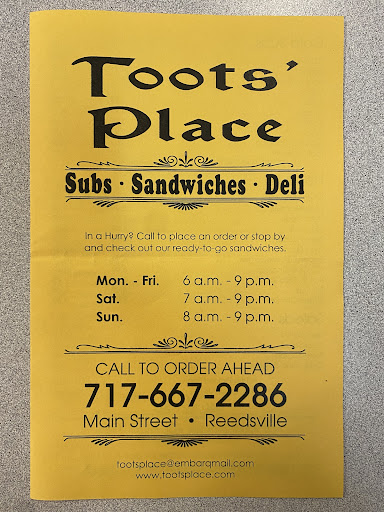 Toots'
Place
Subs · Sandwiches · Deli
In a Hurry? Call to place an order or stop by
and check out our ready-to-go sandwiches.
Mon. - Fri. 6 a.m. - 9 p.m.
Sat. 7 a.m. - 9 p.m.
Sun. 8 a.m. - 9 p.m.
CALL TO ORDER AHEAD
717-667-2286
Main Street • Reedsville
tootsplace@embarqmail.com
www.tootsplace.com